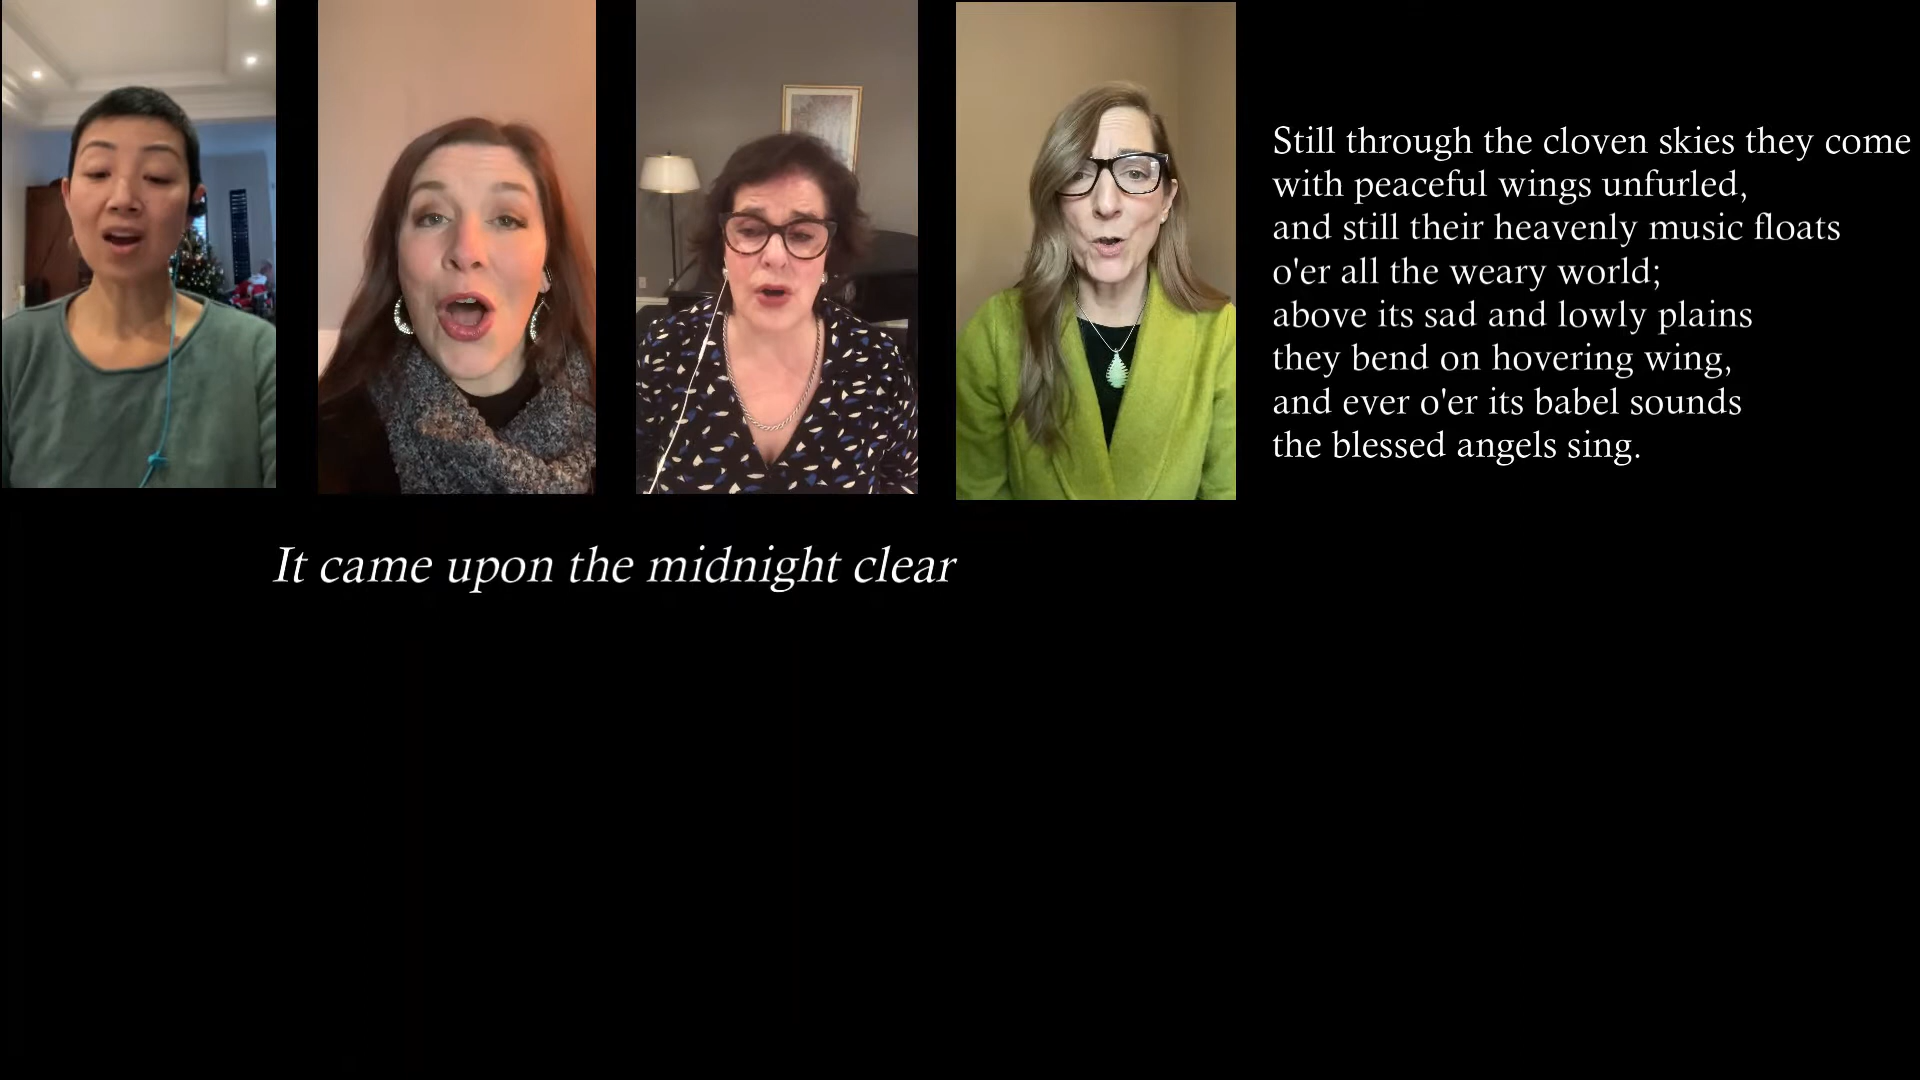 Still through the cloven skies they come
with peaceful wings unfurled,
and still their heavenly music floats
o'er all the weary world;
above its sad and lowly plains
they bend on hovering wing,
and ever o'er its babel sounds
the blessed angels sing.
It came upon the midnight clear